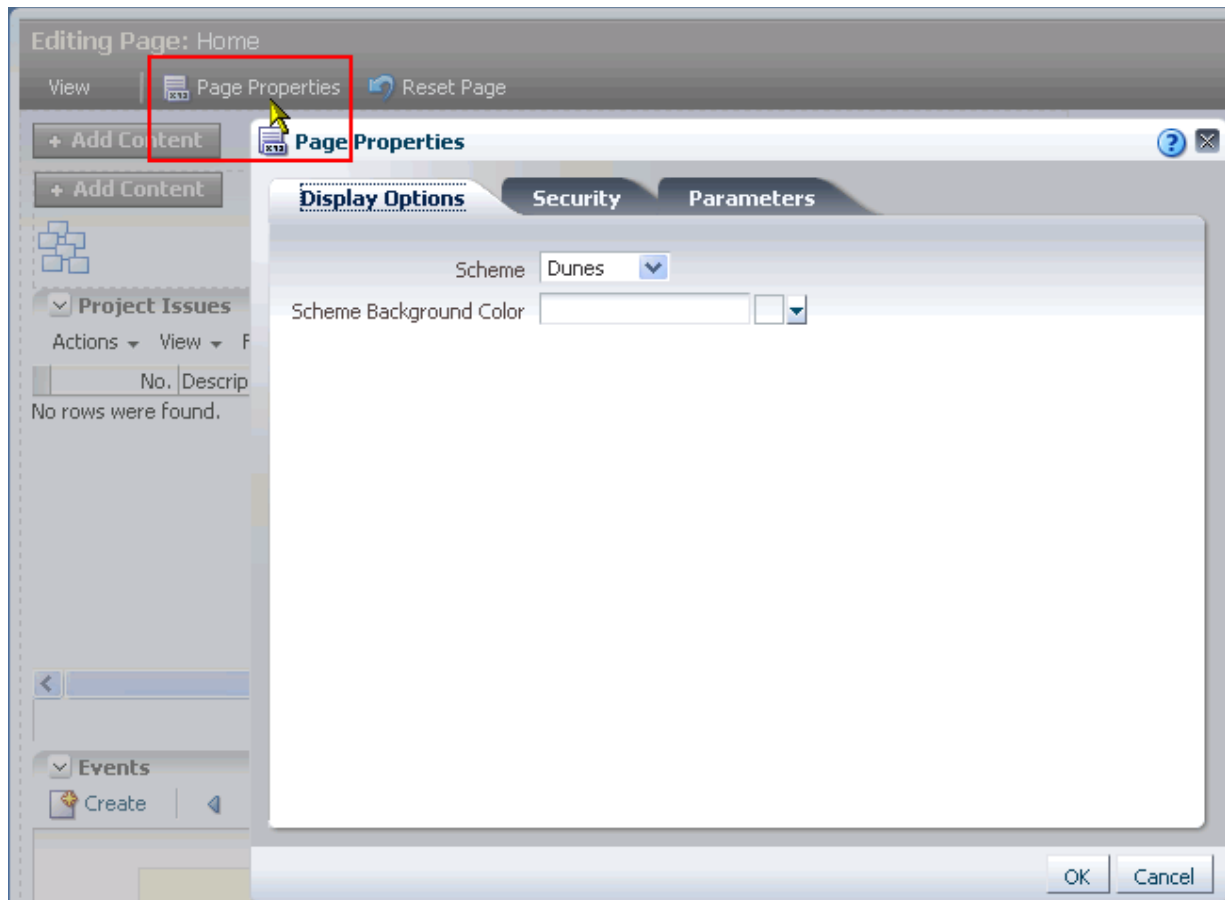 Editing Page: Home
View Page Properties Reset Page
+ Add Content
Page Properties
+ Add Content
Display Options Security Parameters
Scheme Dunes
Scheme Background Color
Project Issues
Actions View F
No. Descrip
No rows were found.
Events
Create
OK Cancel